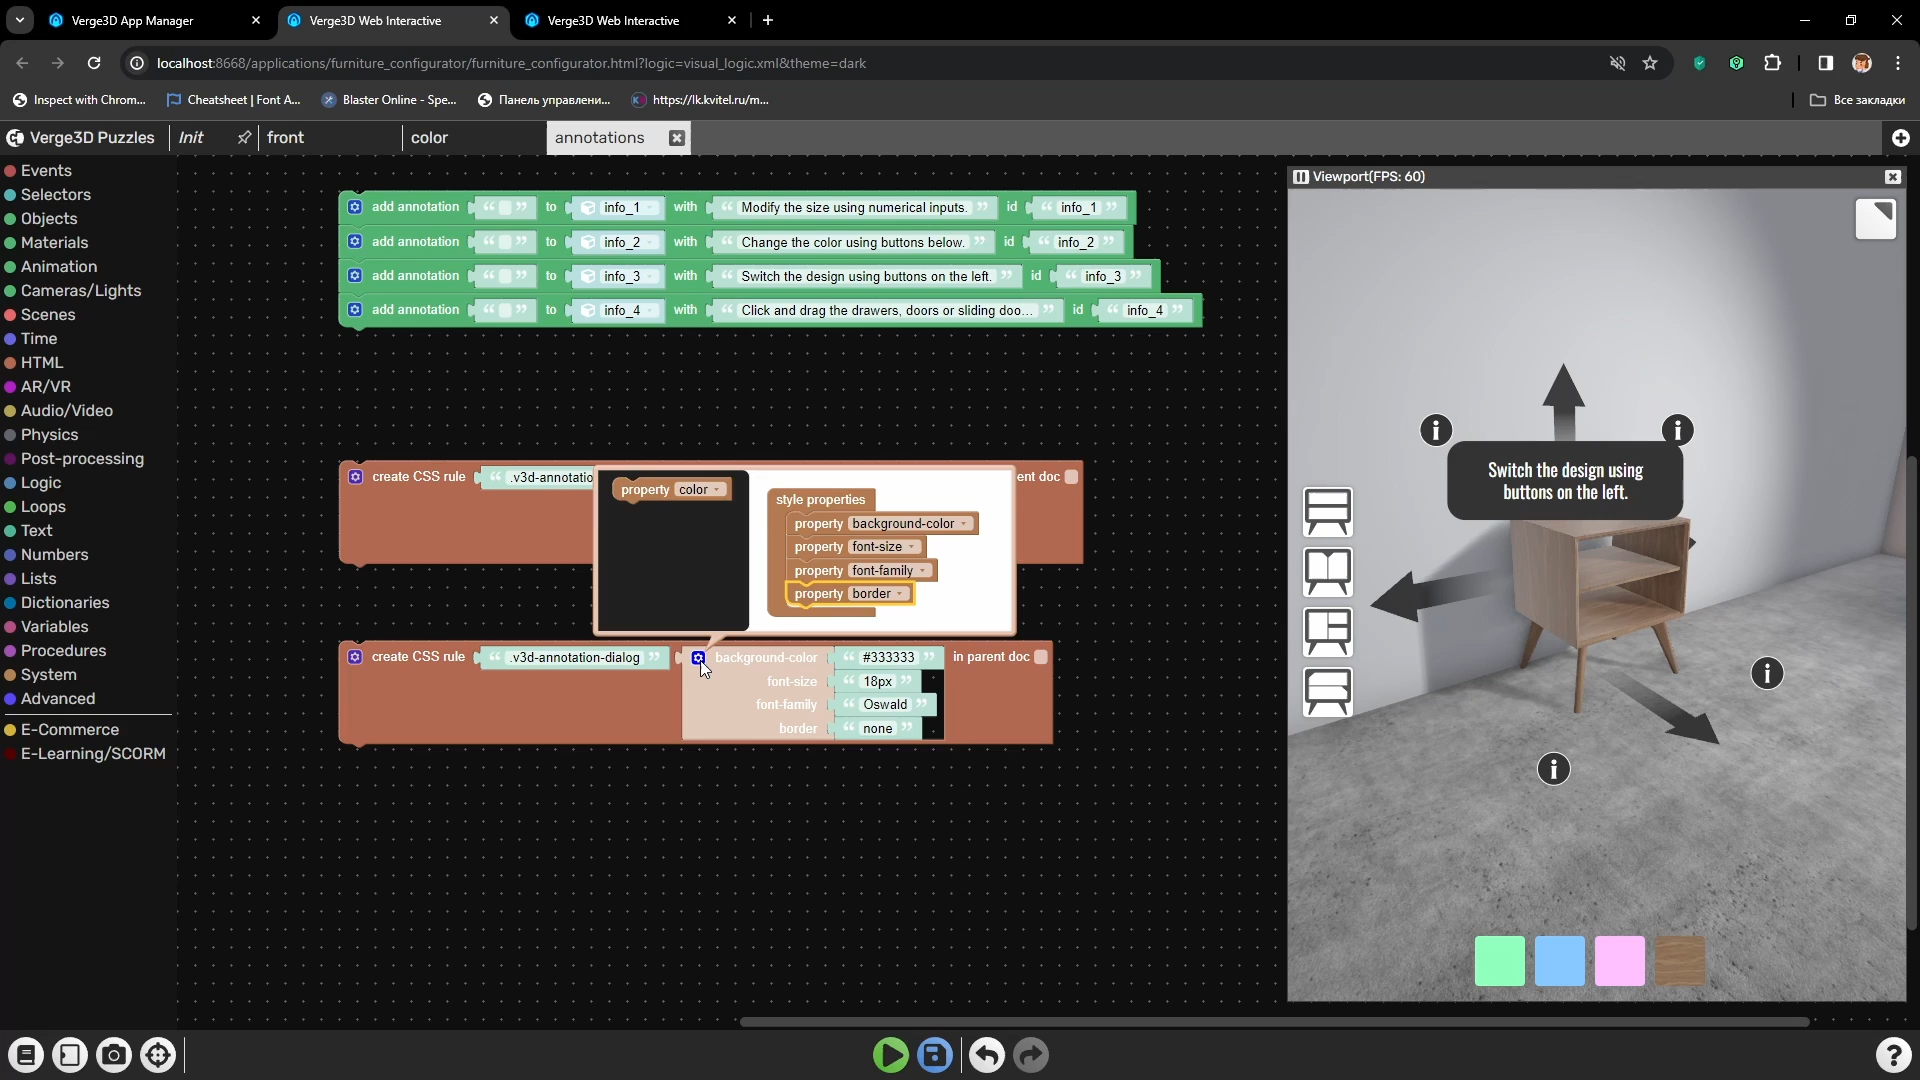 Verge3D App Manager
Verge3D Web Interactive
Verge3D Web Interactive
localhost:8668/applications/furniture_configurator/furniture_configurator.html?logic=visual_logic.xml&theme=dark
Inspect with Chrom...
Cheatsheet | Font A...
Blaster Online - Spe...
Панель управлени...
https://lk.kvitel.ru/m...
Все закладки
Verge3D Puzzles
Init
front
color
annotations
Events
Selectors
Objects
Materials
Animation
Cameras/Lights
Scenes
Time
HTML
AR/VR
Audio/Video
Physics
Post-processing
Logic
Loops
Text
Numbers
Lists
Dictionaries
Variables
Procedures
System
Advanced
E-Commerce
E-Learning/SCORM
add annotation “ ” to info_1 with “ Modify the size using numerical inputs. ” id “ info_1 ”
add annotation “ ” to info_2 with “ Change the color using buttons below. ” id “ info_2 ”
add annotation “ ” to info_3 with “ Switch the design using buttons on the left. ” id “ info_3 ”
add annotation “ ” to info_4 with “ Click and drag the drawers, doors or sliding doo... ” id “ info_4 ”
create CSS rule “ .v3d-annotatio
ent doc
property color
style properties
property background-color
property font-size
property font-family
property border
create CSS rule “ .v3d-annotation-dialog ” background-color “ #333333 ” in parent doc
font-size “ 18px ”
font-family “ Oswald ”
border “ none ”
Viewport(FPS: 60)
i
i
Switch the design using
buttons on the left.
i
i
?